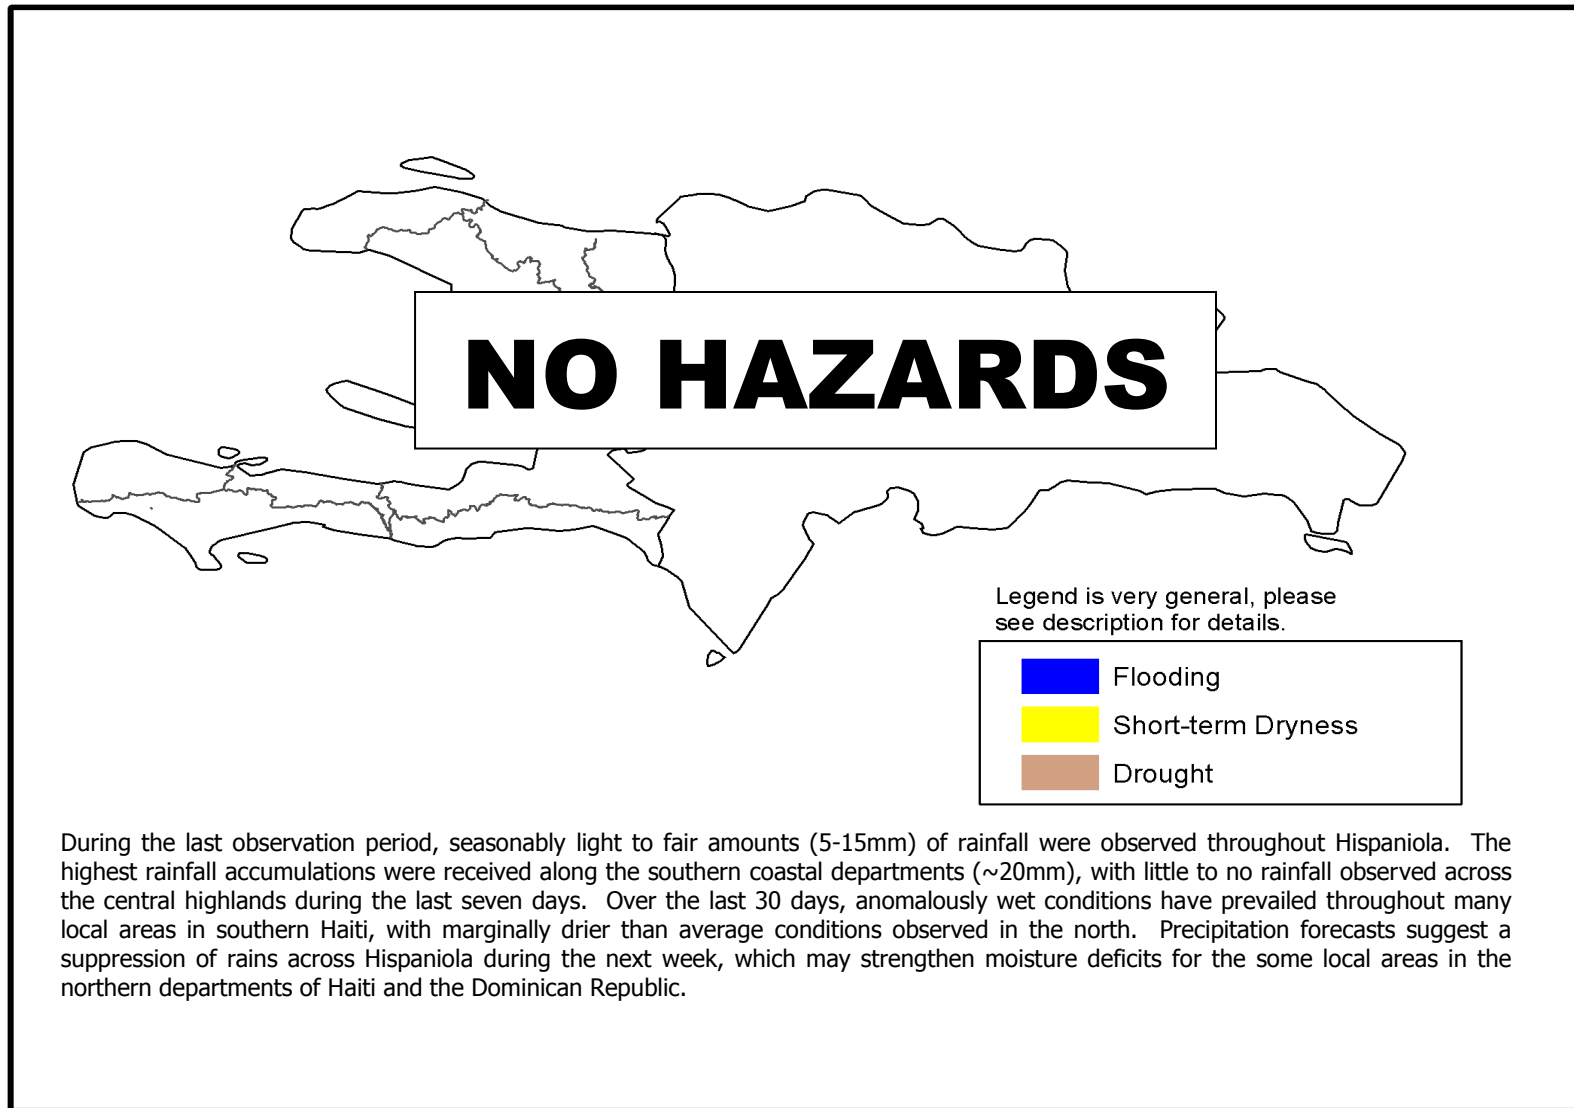 NO HAZARDS
Legend is very general, please
see description for details.
Flooding
Short-term Dryness
Drought
During the last observation period, seasonably light to fair amounts (5-15mm) of rainfall were observed throughout Hispaniola.  The
highest rainfall accumulations were received along the southern coastal departments (~20mm), with little to no rainfall observed across
the central highlands during the last seven days.  Over the last 30 days, anomalously wet conditions have prevailed throughout many
local areas in southern Haiti, with marginally drier than average conditions observed in the north.  Precipitation forecasts suggest a
suppression of rains across Hispaniola during the next week, which may strengthen moisture deficits for the some local areas in the
northern departments of Haiti and the Dominican Republic.